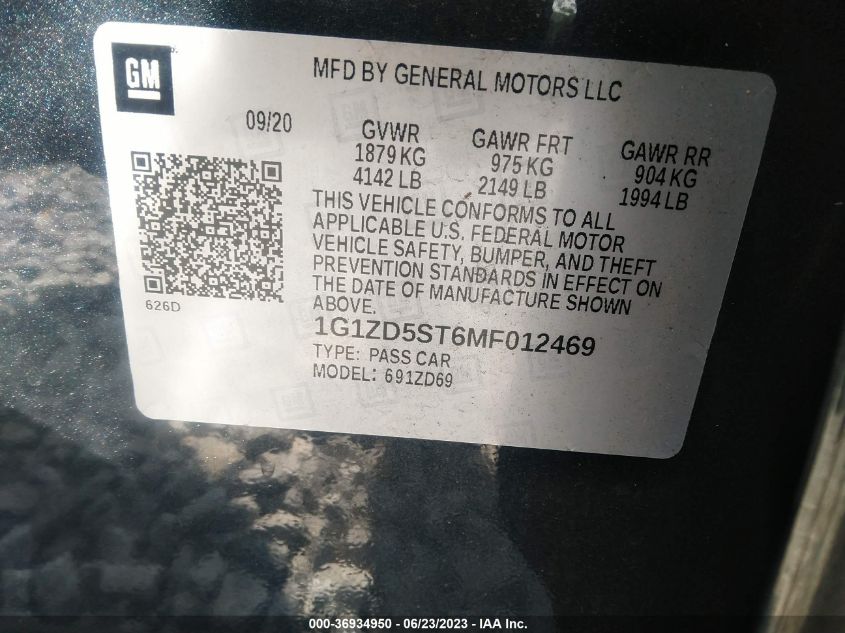 GM
MFD BY GENERAL MOTORS LLC
09/20
GVWR
1879 KG
4142 LB
GAWR FRT
975 KG
2149 LB
GAWR RR
904 KG
1994 LB
THIS VEHICLE CONFORMS TO ALL
APPLICABLE U.S. FEDERAL MOTOR
VEHICLE SAFETY, BUMPER, AND THEFT
PREVENTION STANDARDS IN EFFECT ON
THE DATE OF MANUFACTURE SHOWN
ABOVE.
626D
1G1ZD5ST6MF012469
TYPE: PASS CAR
MODEL: 691ZD69
000-36934950 - 06/23/2023 - IAA, Inc.